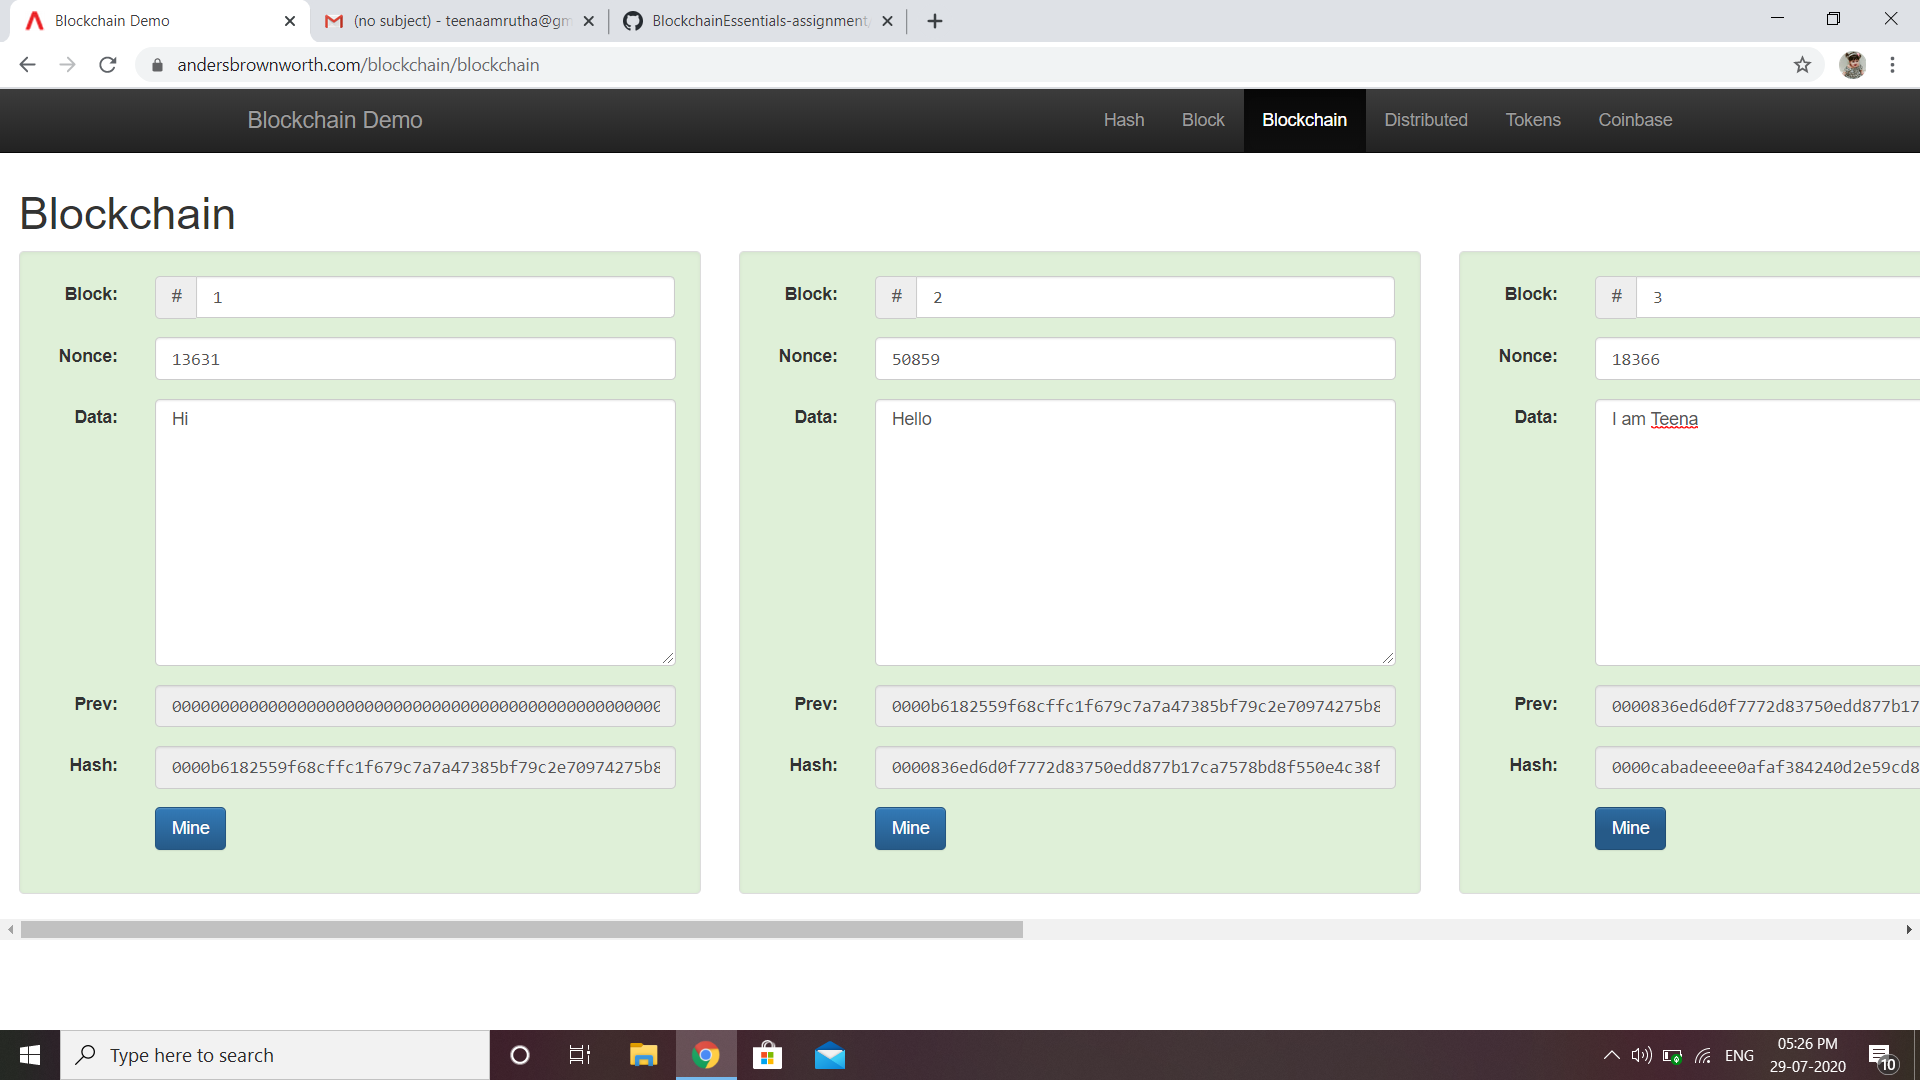 Blockchain Demo
(no subject) - teenaamrutha@gm
BlockchainEssentials-assignment
andersbrownworth.com/blockchain/blockchain
Blockchain Demo
Hash
Block
Blockchain
Distributed
Tokens
Coinbase
Blockchain
Block:
# 1
Nonce:
13631
Data:
Hi
Prev:
000000000000000000000000000000000000000000000000000
Hash:
0000b6182559f68cffc1f679c7a7a47385bf79c2e70974275b8
Mine
Block:
# 2
Nonce:
50859
Data:
Hello
Prev:
0000b6182559f68cffc1f679c7a7a47385bf79c2e70974275b8
Hash:
0000836ed6d0f7772d83750edd877b17ca7578bd8f550e4c38f
Mine
Block:
# 3
Nonce:
18366
Data:
I am Teena
Prev:
0000836ed6d0f7772d83750edd877b17
Hash:
0000cabadeeee0afaf384240d2e59cd8
Mine
Type here to search
ENG
05:26 PM
29-07-2020
10